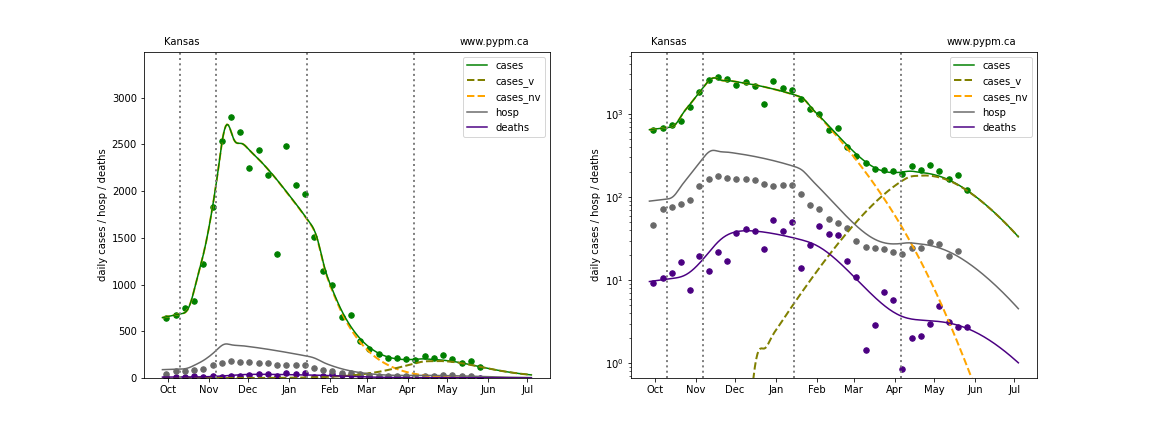 Kansas www.pypm.ca
cases
cases_v
cases_nv
hosp
deaths
daily cases / hosp / deaths
3000
2500
2000
1500
1000
500
0
Oct Nov Dec Jan Feb Mar Apr May Jun Jul
Kansas www.pypm.ca
cases
cases_v
cases_nv
hosp
deaths
daily cases / hosp / deaths
10³
10²
10¹
10⁰
Oct Nov Dec Jan Feb Mar Apr May Jun Jul